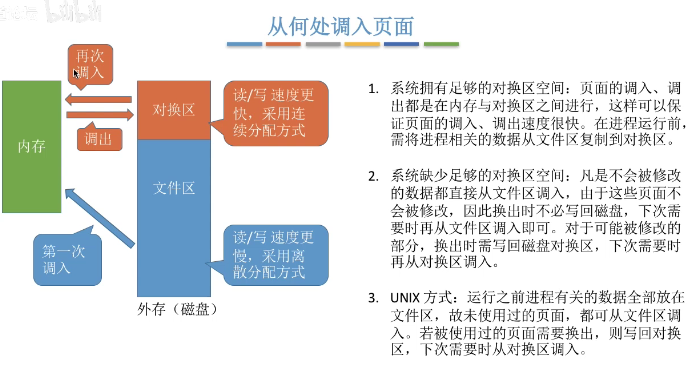 从何处调入页面
再次
调入
调出
内存
对换区
文件区
读/写 速度更
快，采用连
续分配方式
读/写 速度更
慢，采用离
散分配方式
第一次
调入
外存（磁盘）
1. 系统拥有足够的对换区空间：页面的调入、调
出都是在内存与对换区之间进行，这样可以保
证页面的调入、调出速度很快。在进程运行前，
需将进程相关的数据从文件区复制到对换区。
2. 系统缺少足够的对换区空间：凡是不会被修改
的数据都直接从文件区调入，由于这些页面不
会被修改，因此换出时不必写回磁盘，下次需
要时再从文件区调入即可。对于可能被修改的
部分，换出时需写回磁盘对换区，下次需要时
再从对换区调入。
3. UNIX 方式：运行之前进程有关的数据全部放在
文件区，故未使用过的页面，都可从文件区调
入。若被使用过的页面需要换出，则写回对换
区，下次需要时从对换区调入。